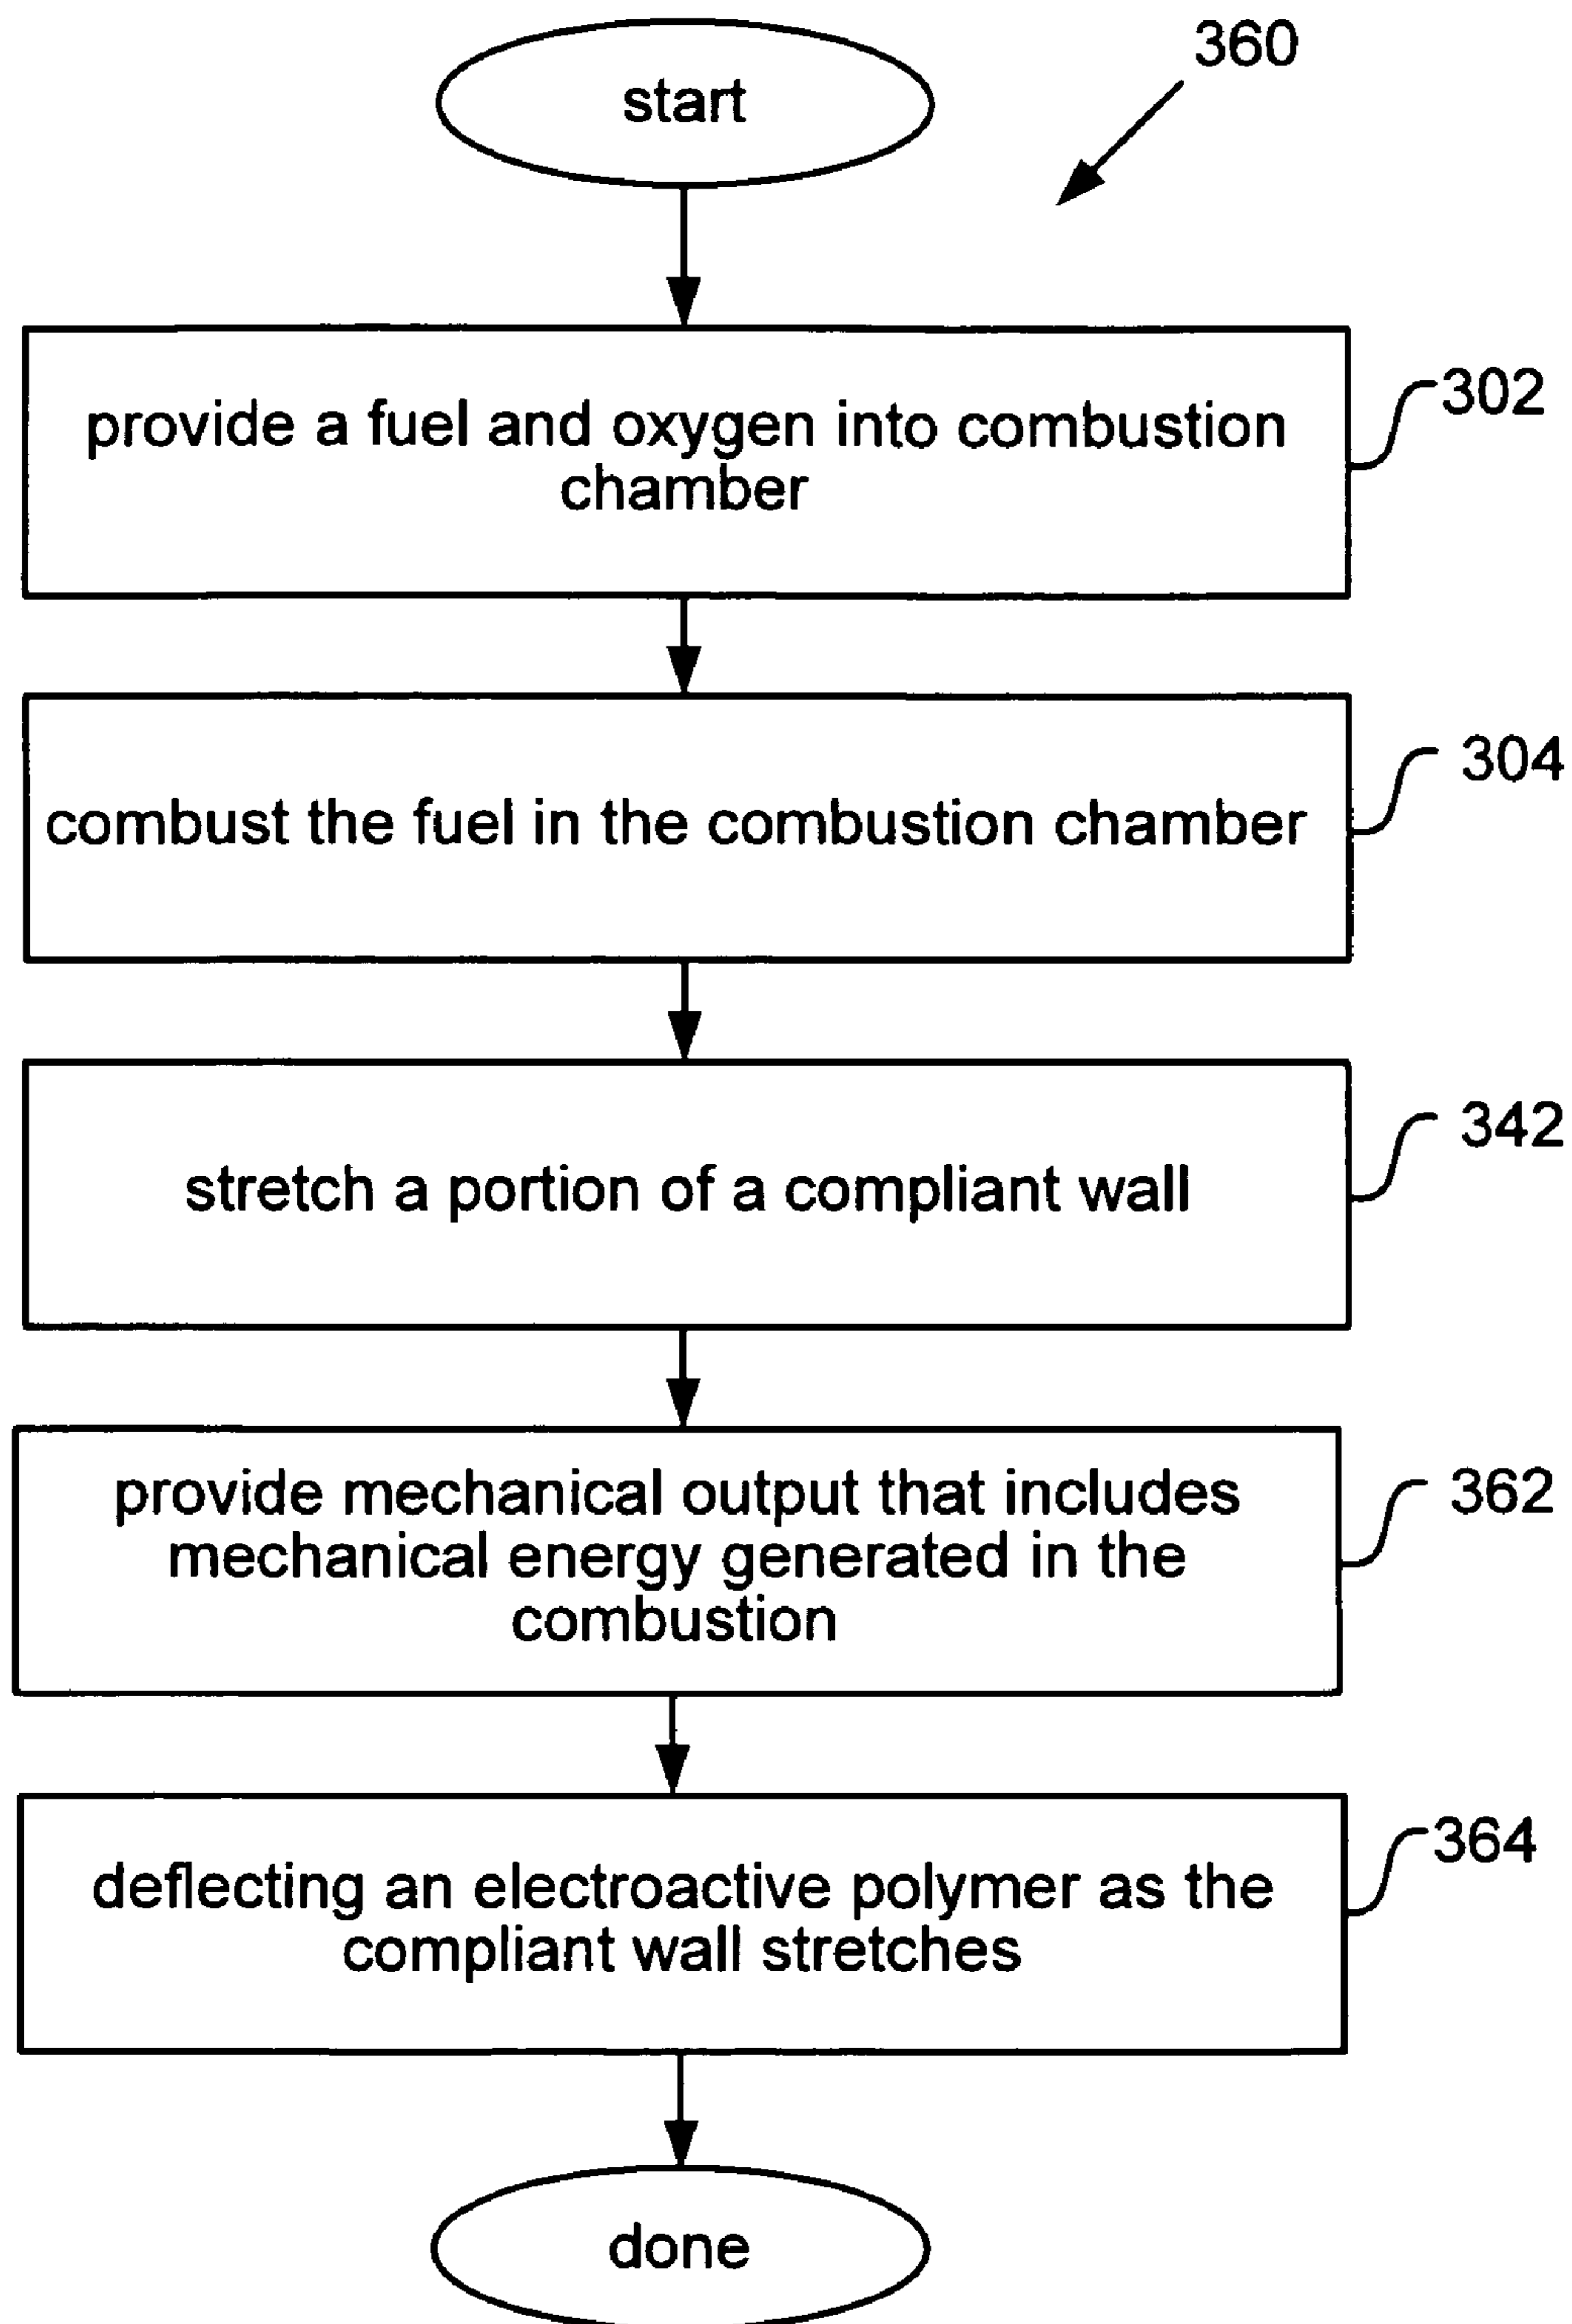 start
360
provide a fuel and oxygen into combustion
chamber
302
combust the fuel in the combustion chamber
304
stretch a portion of a compliant wall
342
provide mechanical output that includes
mechanical energy generated in the
combustion
362
deflecting an electroactive polymer as the
compliant wall stretches
364
done